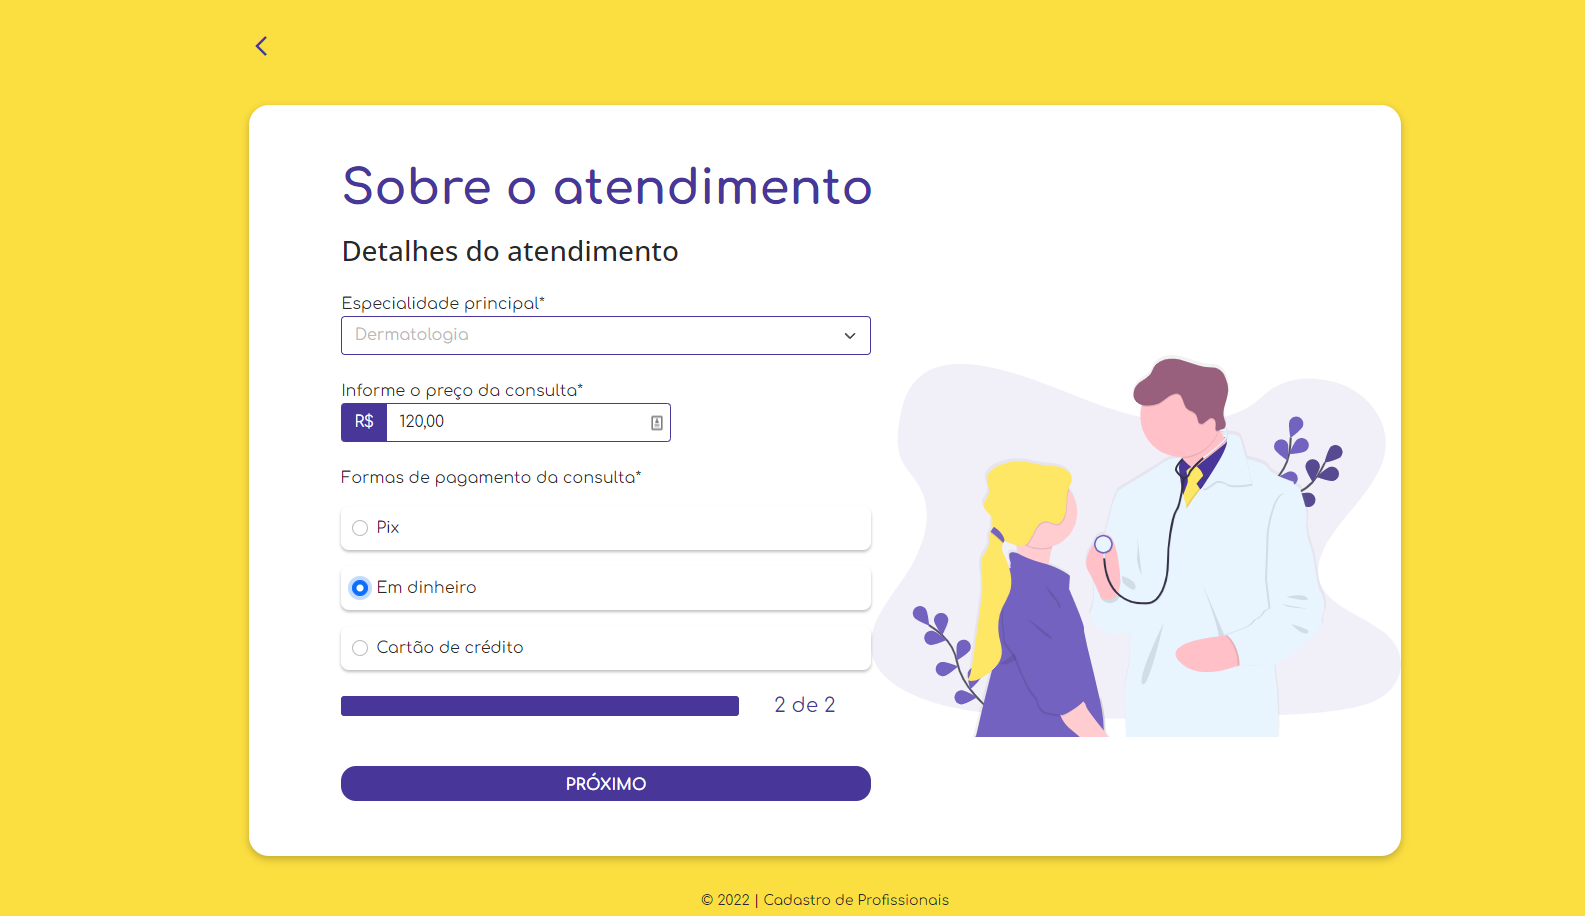 Sobre o atendimento
Detalhes do atendimento
Especialidade principal*
Dermatologia
Informe o preço da consulta*
R$ 120,00
Formas de pagamento da consulta*
Pix
Em dinheiro
Cartão de crédito
2 de 2
PRÓXIMO
© 2022 | Cadastro de Profissionais